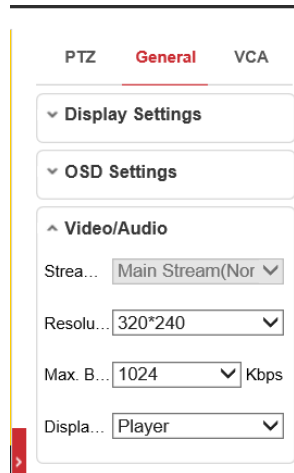 PTZ General VCA
Display Settings
OSD Settings
Video/Audio
Strea... Main Stream(Nor
Resolu... 320*240
Max. B... 1024 Kbps
Displa... Player